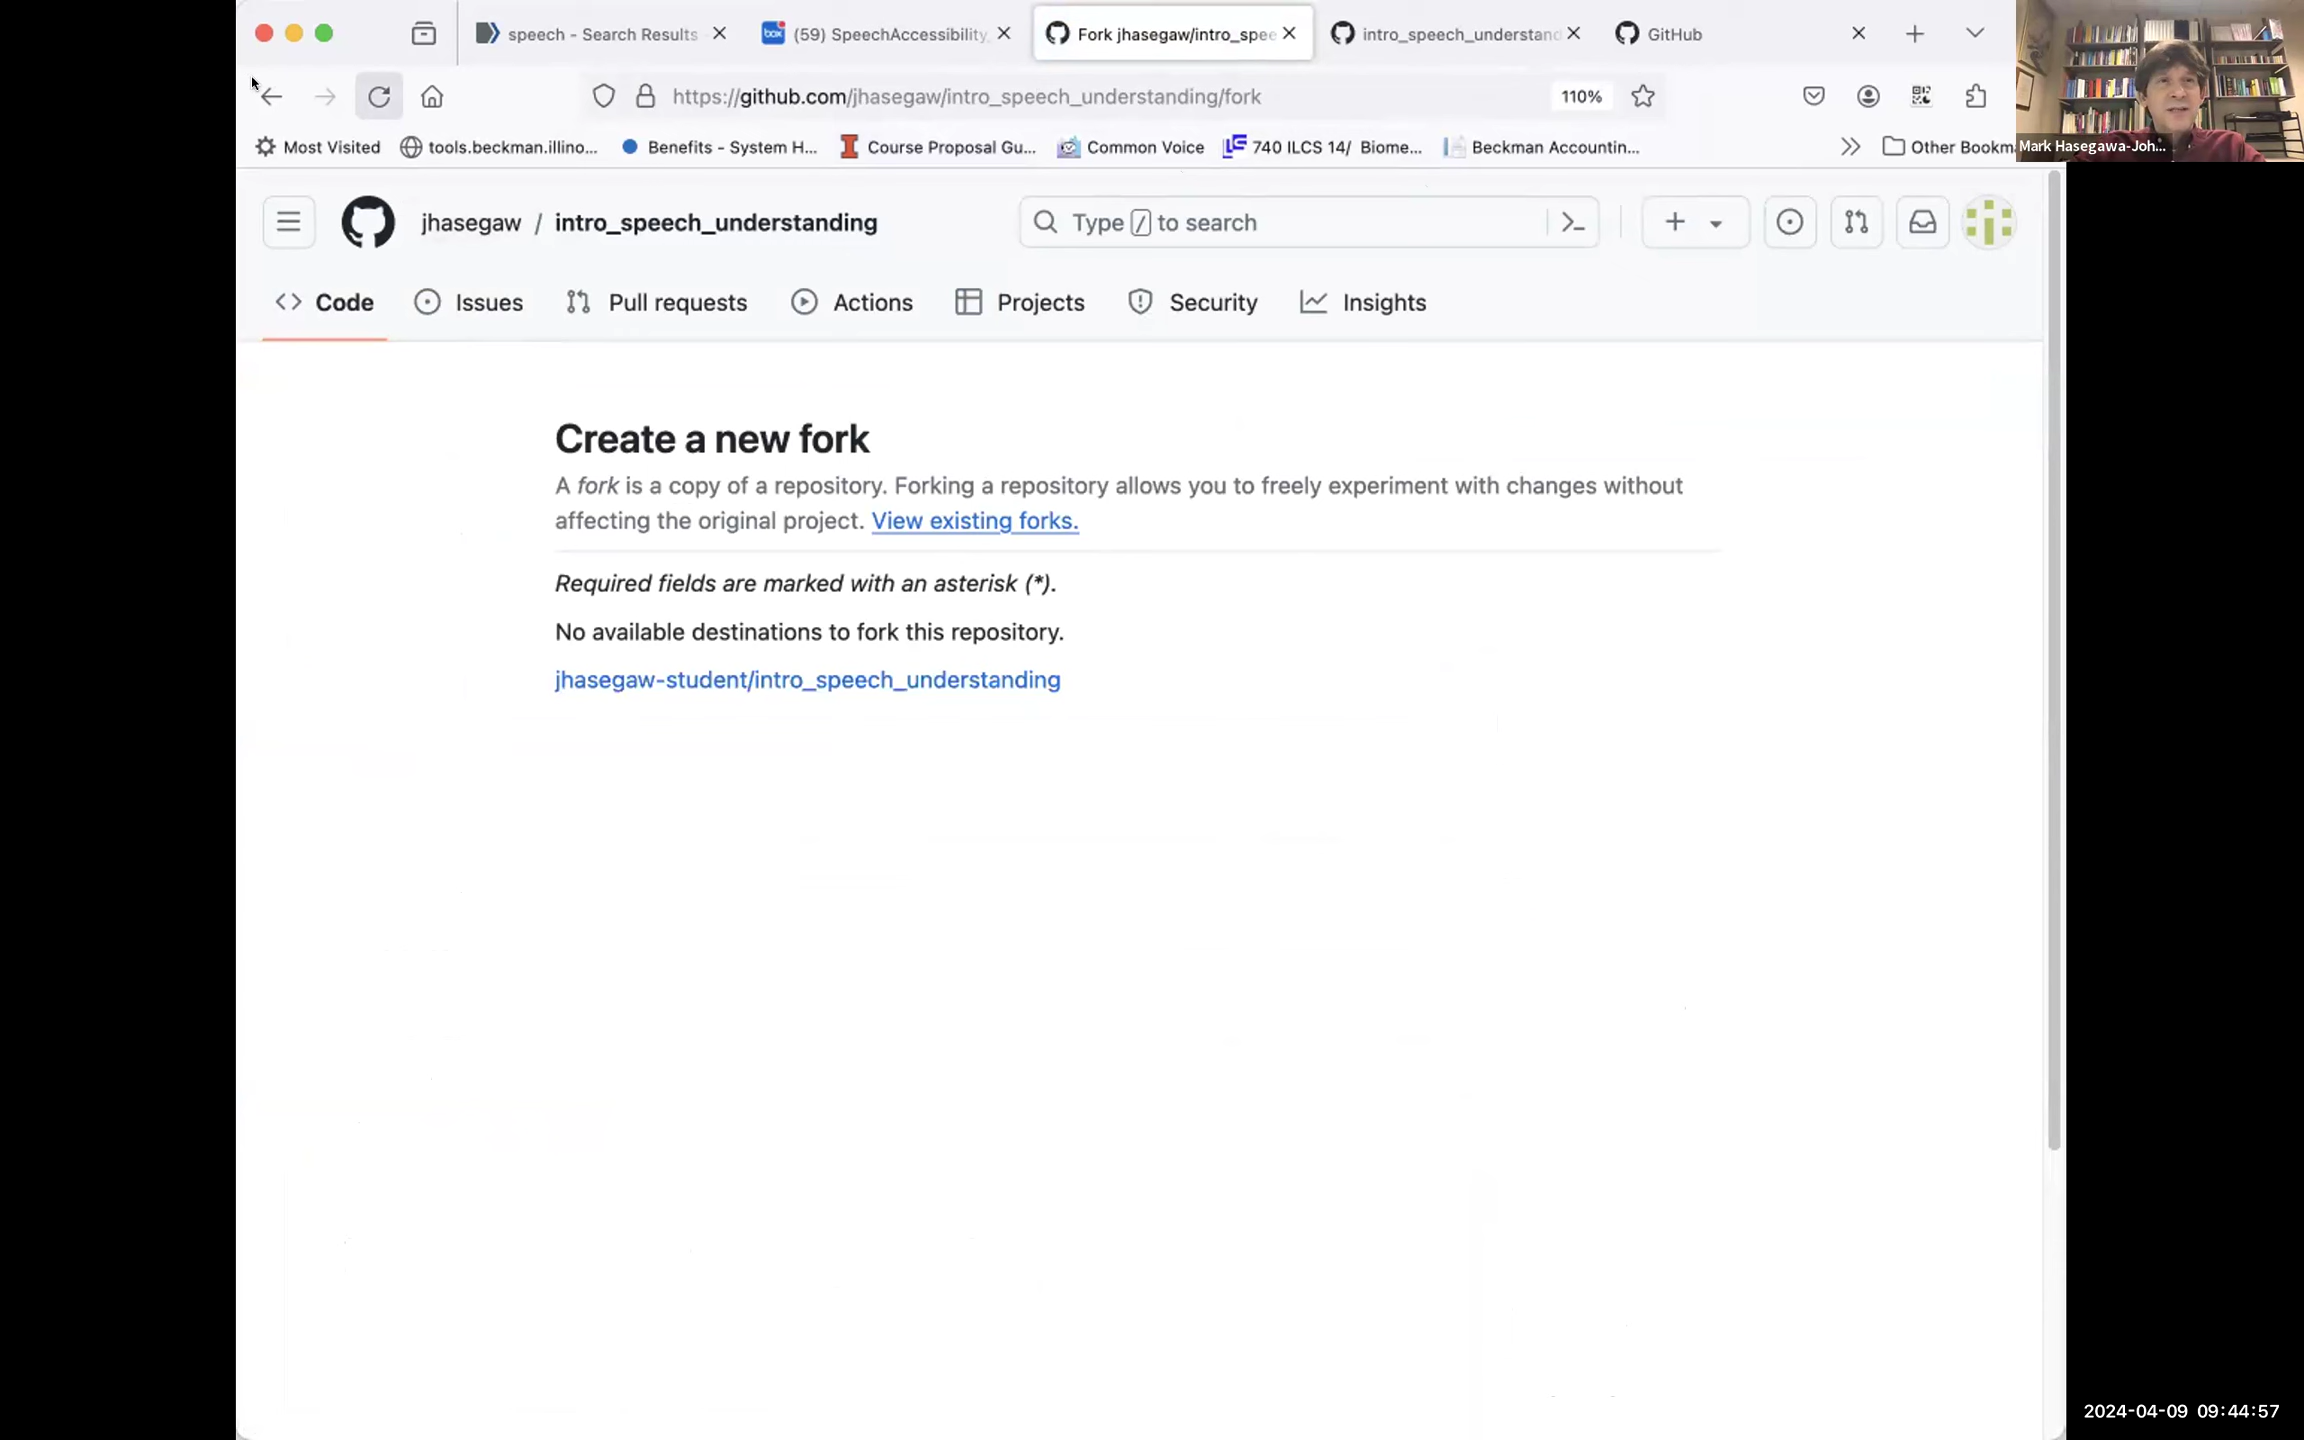 speech - Search Results
(59) SpeechAccessibility
Fork jhasegaw/intro_spee
intro_speech_understand
GitHub
https://github.com/jhasegaw/intro_speech_understanding/fork
110%
Most Visited
tools.beckman.illino...
Benefits - System H...
Course Proposal Gu...
Common Voice
740 ILCS 14/ Biome...
Beckman Accountin...
Other Bookm
Mark Hasegawa-Joh...
jhasegaw / intro_speech_understanding
Type / to search
Code
Issues
Pull requests
Actions
Projects
Security
Insights
Create a new fork
A fork is a copy of a repository. Forking a repository allows you to freely experiment with changes without
affecting the original project. View existing forks.
Required fields are marked with an asterisk (*).
No available destinations to fork this repository.
jhasegaw-student/intro_speech_understanding
2024-04-09 09:44:57